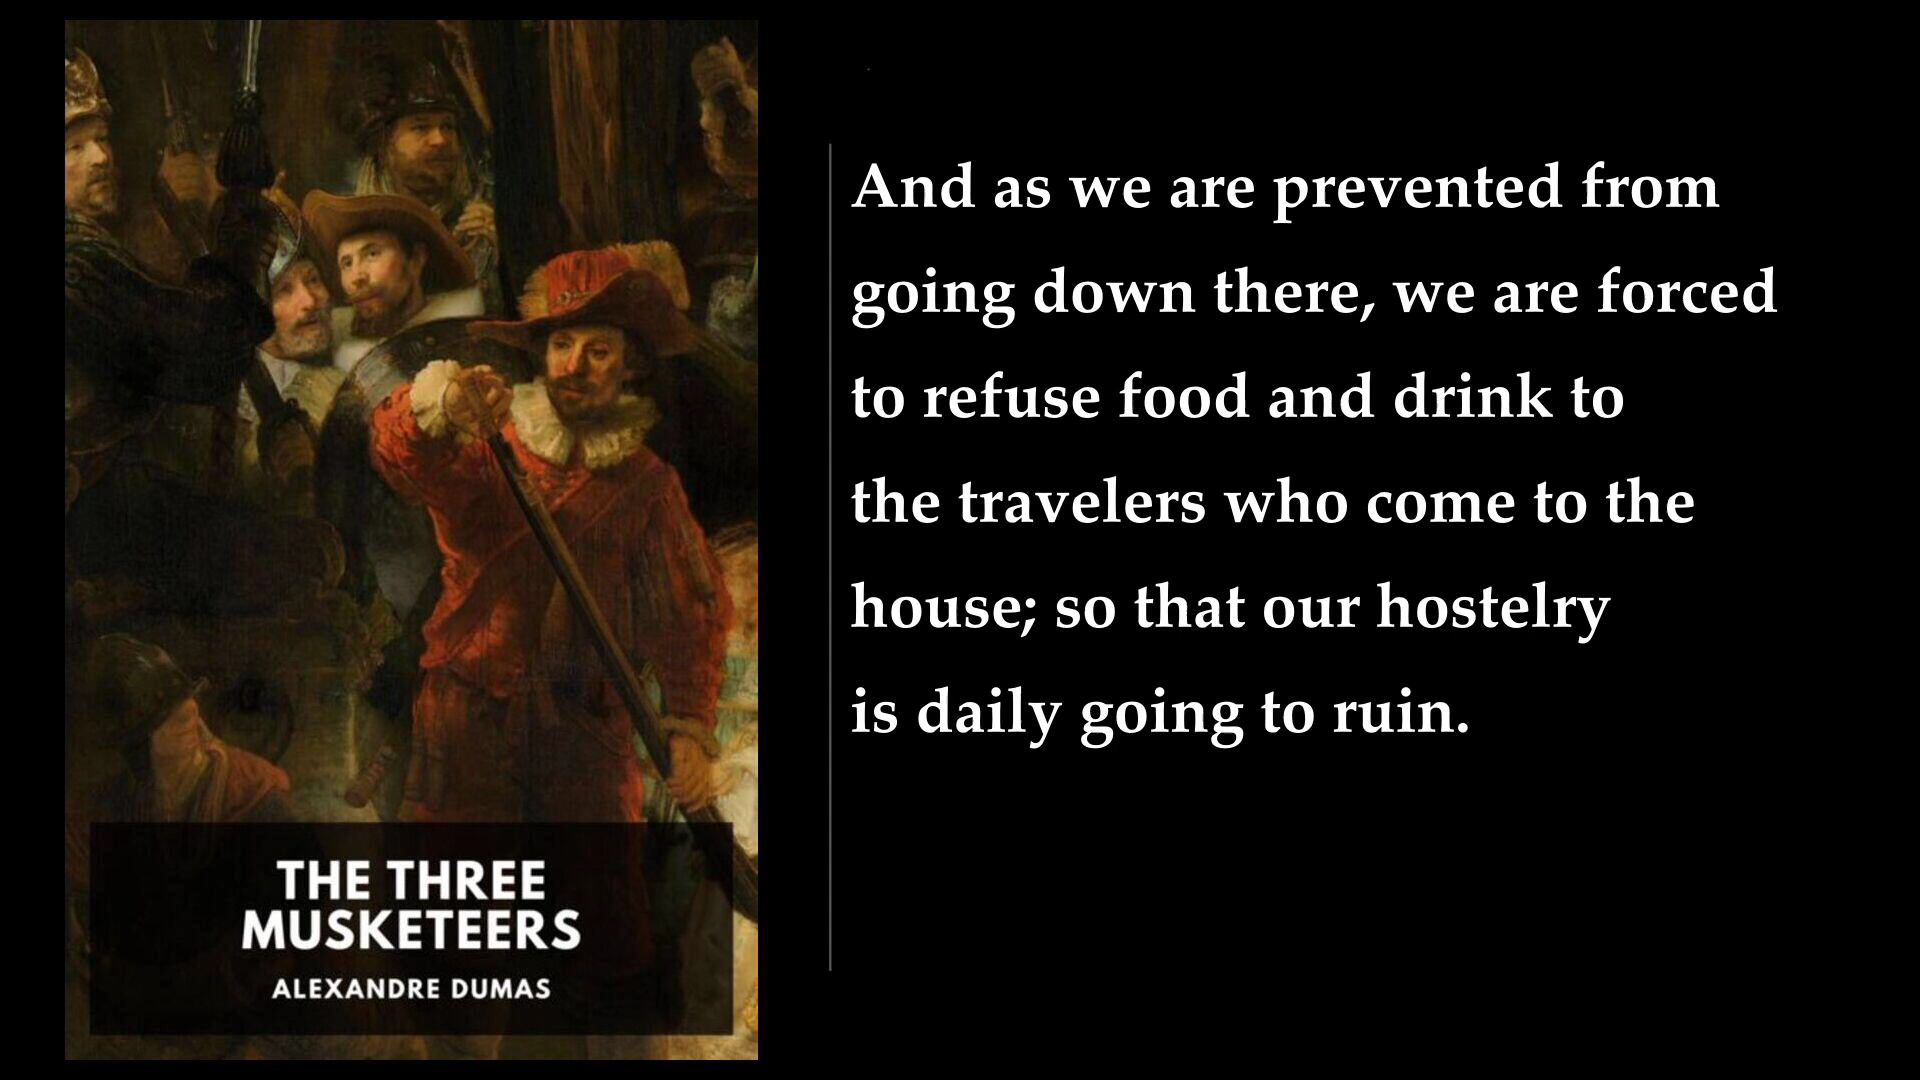 THE THREE
MUSKETEERS
ALEXANDRE DUMAS
And as we are prevented from
going down there, we are forced
to refuse food and drink to
the travelers who come to the
house; so that our hostelry
is daily going to ruin.